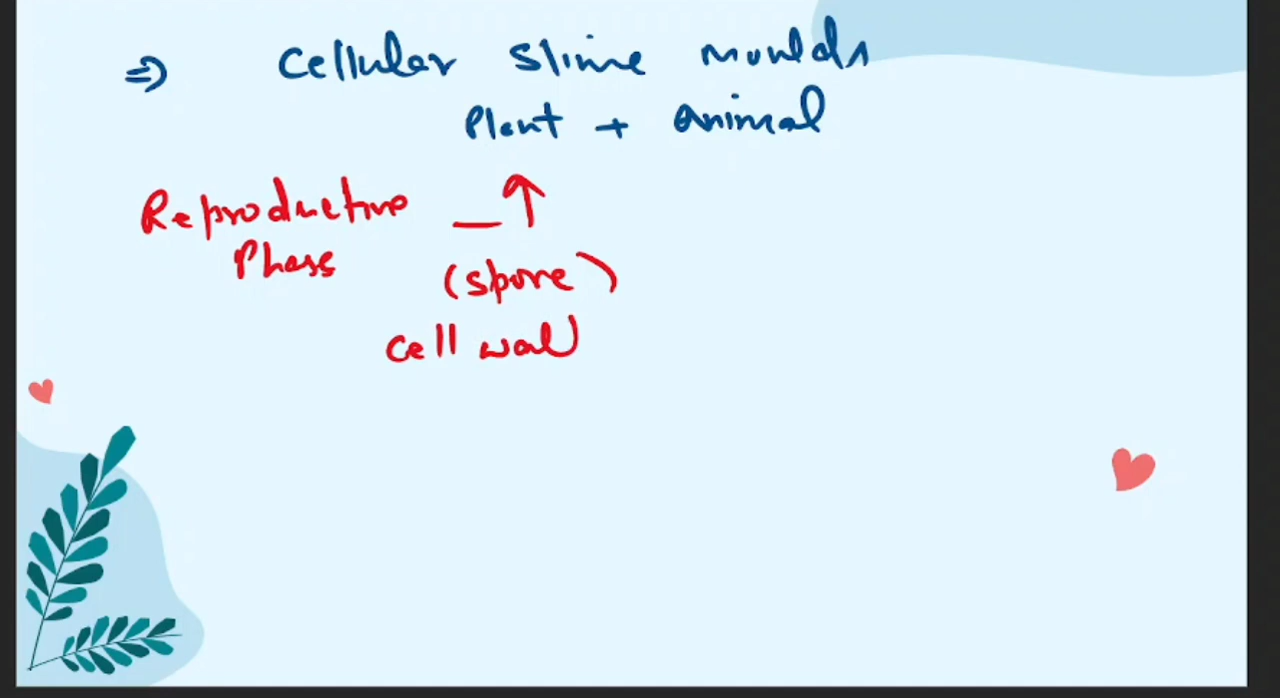 ⇒ Cellular Slime moulds
Plant + Animal
Reproductive _ ↑
Phase (spore)
cell wall